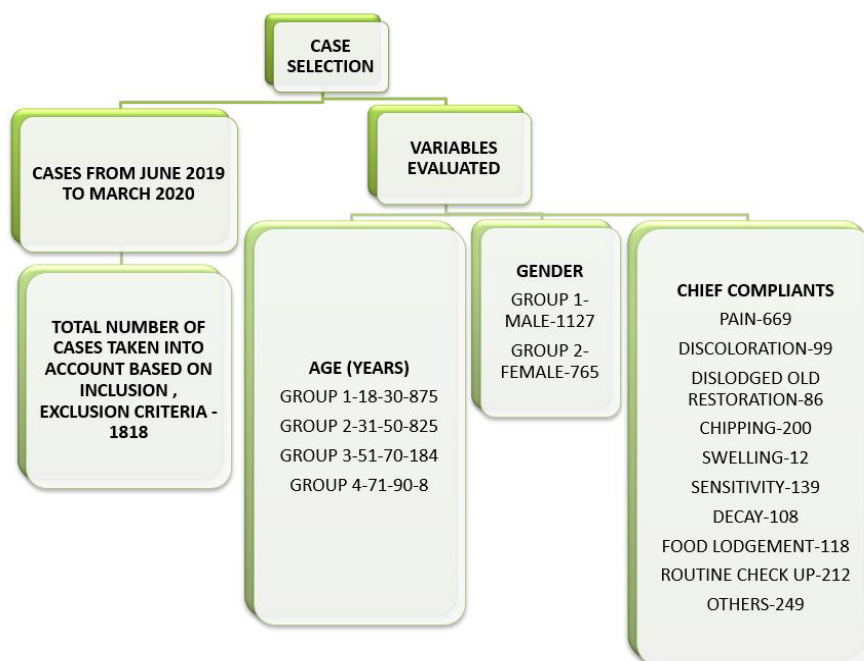 CASE
SELECTION
CASES FROM JUNE 2019
TO MARCH 2020
VARIABLES
EVALUATED
TOTAL NUMBER OF
CASES TAKEN INTO
ACCOUNT BASED ON
INCLUSION ,
EXCLUSION CRITERIA -
1818
AGE (YEARS)
GROUP 1-18-30-875
GROUP 2-31-50-825
GROUP 3-51-70-184
GROUP 4-71-90-8
GENDER
GROUP 1-
MALE-1127
GROUP 2-
FEMALE-765
CHIEF COMPLIANTS
PAIN-669
DISCOLORATION-99
DISLODGED OLD
RESTORATION-86
CHIPPING-200
SWELLING-12
SENSITIVITY-139
DECAY-108
FOOD LODGEMENT-118
ROUTINE CHECK UP-212
OTHERS-249